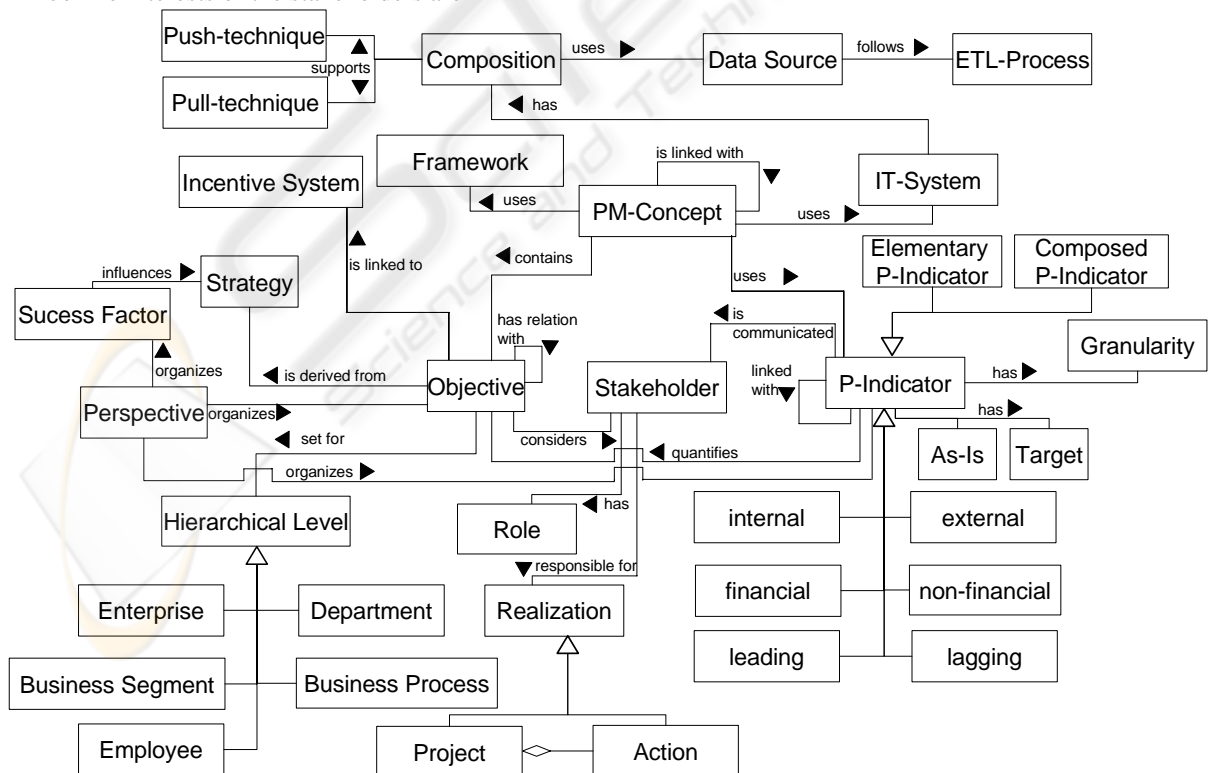 Push-technique
Composition
uses
Data Source
follows
ETL-Process
supports
Pull-technique
has
Framework
is linked with
Incentive System
IT-System
PM-Concept
uses
uses
Elementary
P-Indicator
Composed
P-Indicator
is linked to
contains
uses
influences
Strategy
Sucess Factor
has relation
with
is
communicated
Granularity
organizes
is derived from
Objective
Stakeholder
linked
with
P-Indicator
has
Perspective
organizes
has
set for
considers
quantifies
As-Is
Target
organizes
Hierarchical Level
Role
has
internal
external
responsible for
Enterprise
Department
Realization
financial
non-financial
Business Segment
Business Process
leading
lagging
Employee
Project
Action
Science and Techn